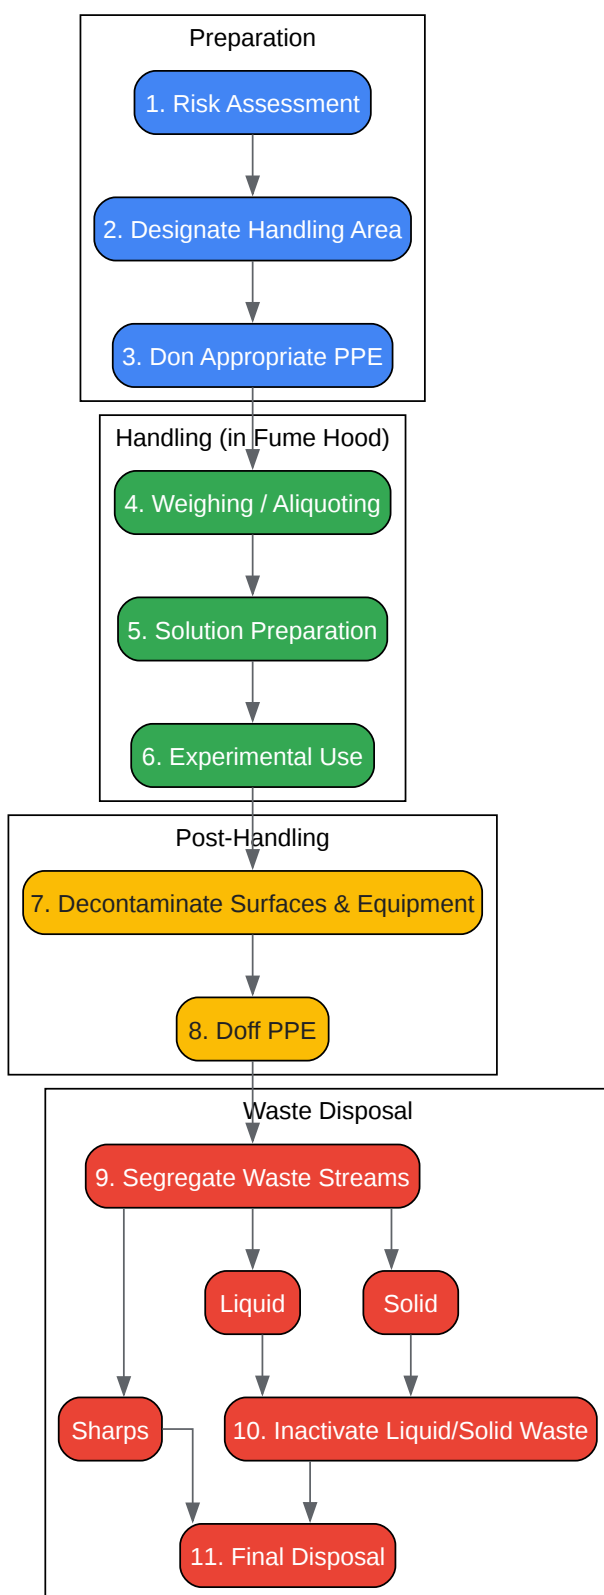 Preparation
1. Risk Assessment
2. Designate Handling Area
3. Don Appropriate PPE
Handling (in Fume Hood)
4. Weighing / Aliquoting
5. Solution Preparation
6. Experimental Use
Post-Handling
7. Decontaminate Surfaces & Equipment
8. Doff PPE
Waste Disposal
9. Segregate Waste Streams
Liquid
Solid
Sharps
10. Inactivate Liquid/Solid Waste
11. Final Disposal